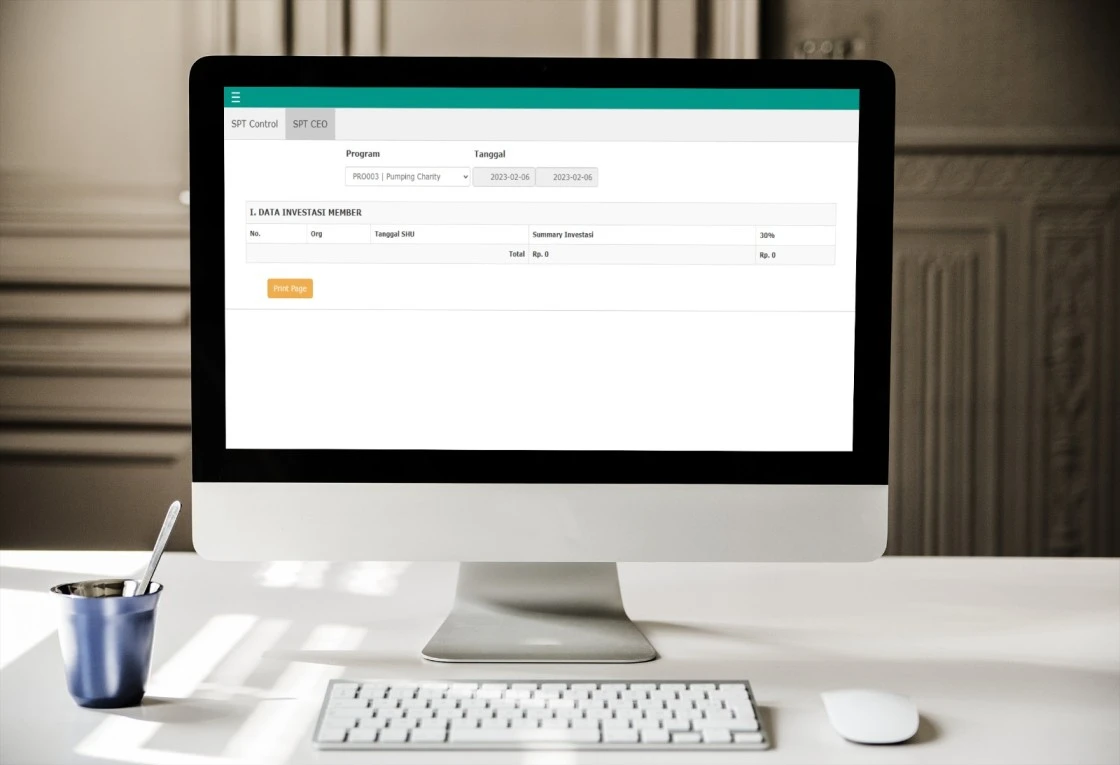 SPT Control SPT CEO
Program Tanggal
PRO003 | Pumping Charity 2023-02-06 2023-02-06
I. DATA INVESTASI MEMBER
No. Org Tanggal SHU Summary Investasi 30%
Total Rp. 0 Rp. 0
Print Page